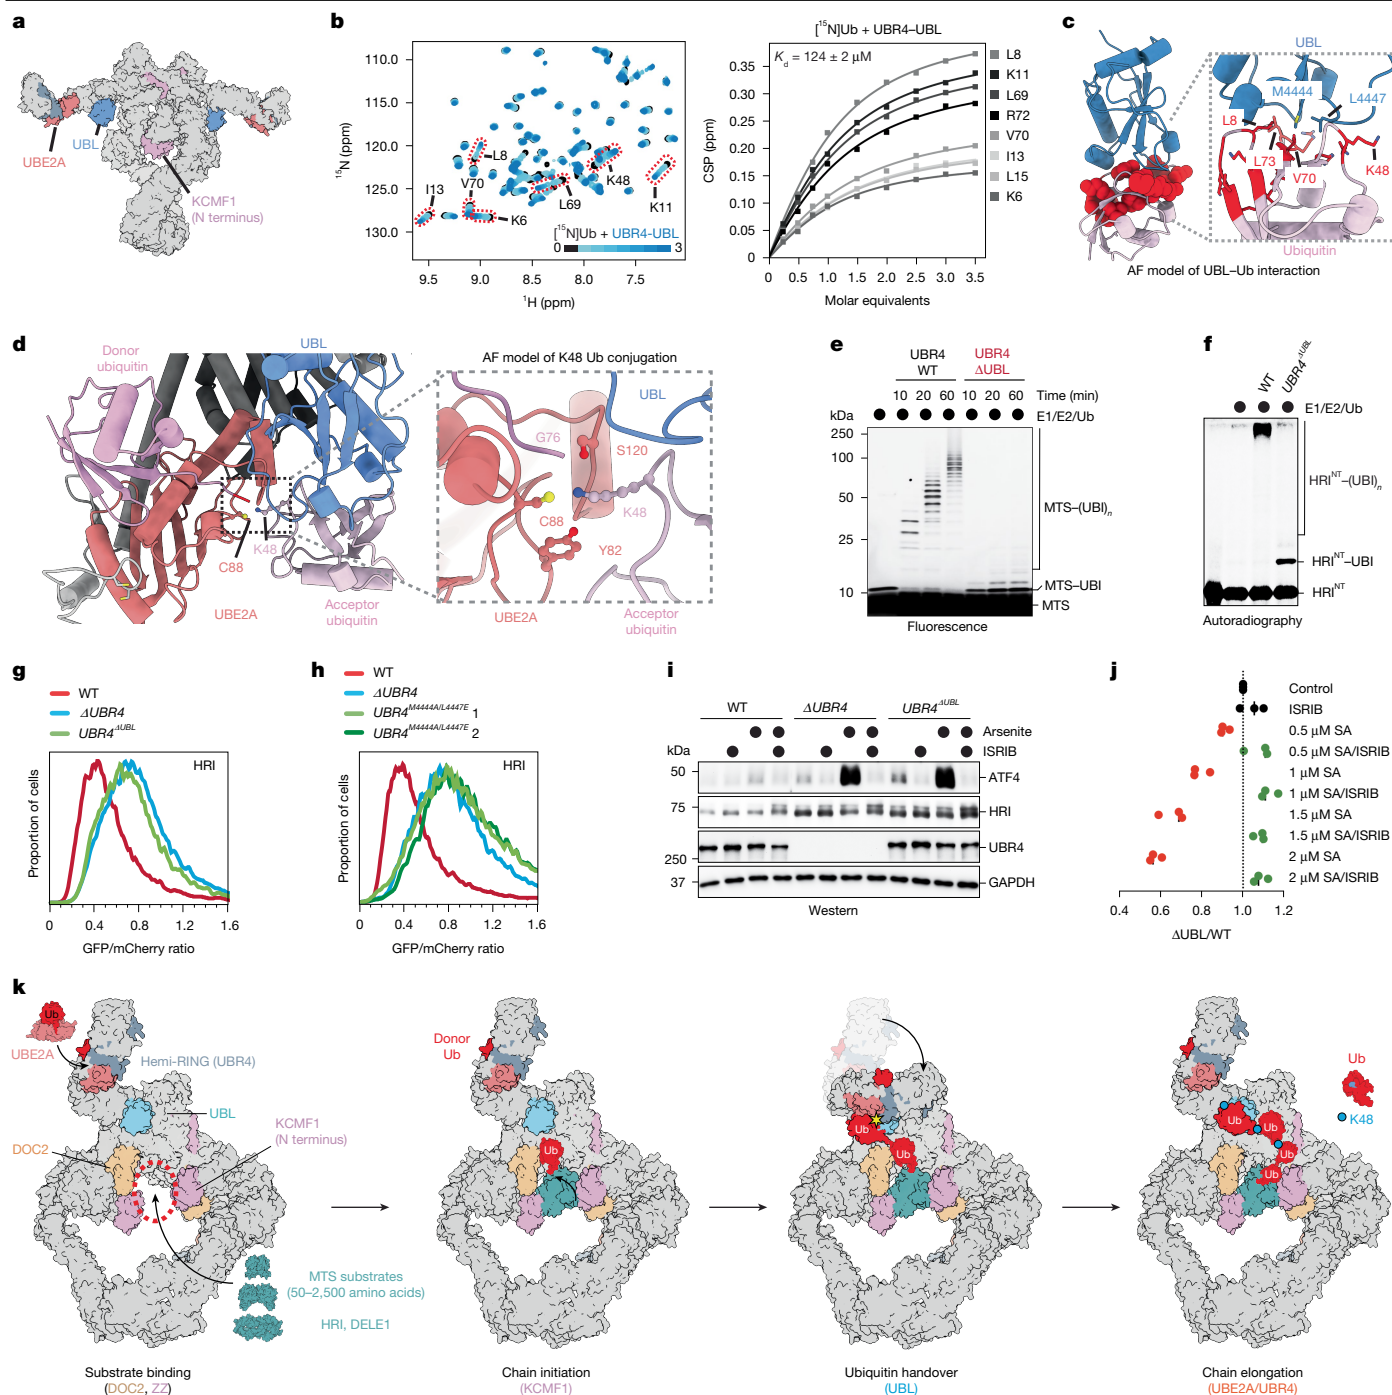 a
UBE2A
UBL
KCMF1
(N terminus)
b
110.0
115.0
120.0
125.0
130.0
¹⁵N (ppm)
L8
I13
V70
K6
L69
K48
K11
[¹⁵N]Ub + UBR4-UBL
0
3
9.5
9.0
8.5
8.0
7.5
¹H (ppm)
[¹⁵N]Ub + UBR4–UBL
Kd = 124 ± 2 μM
0.35
0.30
0.25
0.20
0.15
0.10
0.05
0
CSP (ppm)
0
0.5
1.0
1.5
2.0
2.5
3.0
3.5
Molar equivalents
L8
K11
L69
R72
V70
I13
L15
K6
c
UBL
M4444
L4447
L8
L73
V70
K48
Ubiquitin
AF model of UBL–Ub interaction
d
Donor
ubiquitin
UBL
C88
K48
UBE2A
Acceptor
ubiquitin
AF model of K48 Ub conjugation
UBL
G76
S120
K48
C88
Y82
UBE2A
Acceptor
ubiquitin
e
UBR4
WT
UBR4
ΔUBL
10 20 60 10 20 60 Time (min)
kDa
E1/E2/Ub
250
100
50
25
10
MTS–(UBI)n
MTS–UBI
MTS
Fluorescence
f
WT
UBR4ΔUBL
E1/E2/Ub
HRIᴺᵀ–(UBI)n
HRIᴺᵀ–UBI
HRIᴺᵀ
Autoradiography
g
WT
ΔUBR4
UBR4ΔUBL
HRI
Proportion of cells
0 0.4 0.8 1.2 1.6
GFP/mCherry ratio
h
WT
ΔUBR4
UBR4M4444A/L4447E 1
UBR4M4444A/L4447E 2
HRI
Proportion of cells
0 0.4 0.8 1.2 1.6
GFP/mCherry ratio
i
WT
ΔUBR4
UBR4ΔUBL
Arsenite
kDa
ISRIB
50
ATF4
75
HRI
UBR4
250
37
GAPDH
Western
j
Control
ISRIB
0.5 μM SA
0.5 μM SA/ISRIB
1 μM SA
1 μM SA/ISRIB
1.5 μM SA
1.5 μM SA/ISRIB
2 μM SA
2 μM SA/ISRIB
0.4 0.6 0.8 1.0 1.2
ΔUBL/WT
k
Ub
UBE2A
Hemi-RING (UBR4)
UBL
KCMF1
(N terminus)
DOC2
MTS substrates
(50–2,500 amino acids)
HRI, DELE1
Substrate binding
(DOC2, ZZ)
Donor
Ub
Ub
Chain initiation
(KCMF1)
Ub
Ub
Ubiquitin handover
(UBL)
Ub
K48
Ub
Ub
Ub
Ub
Chain elongation
(UBE2A/UBR4)